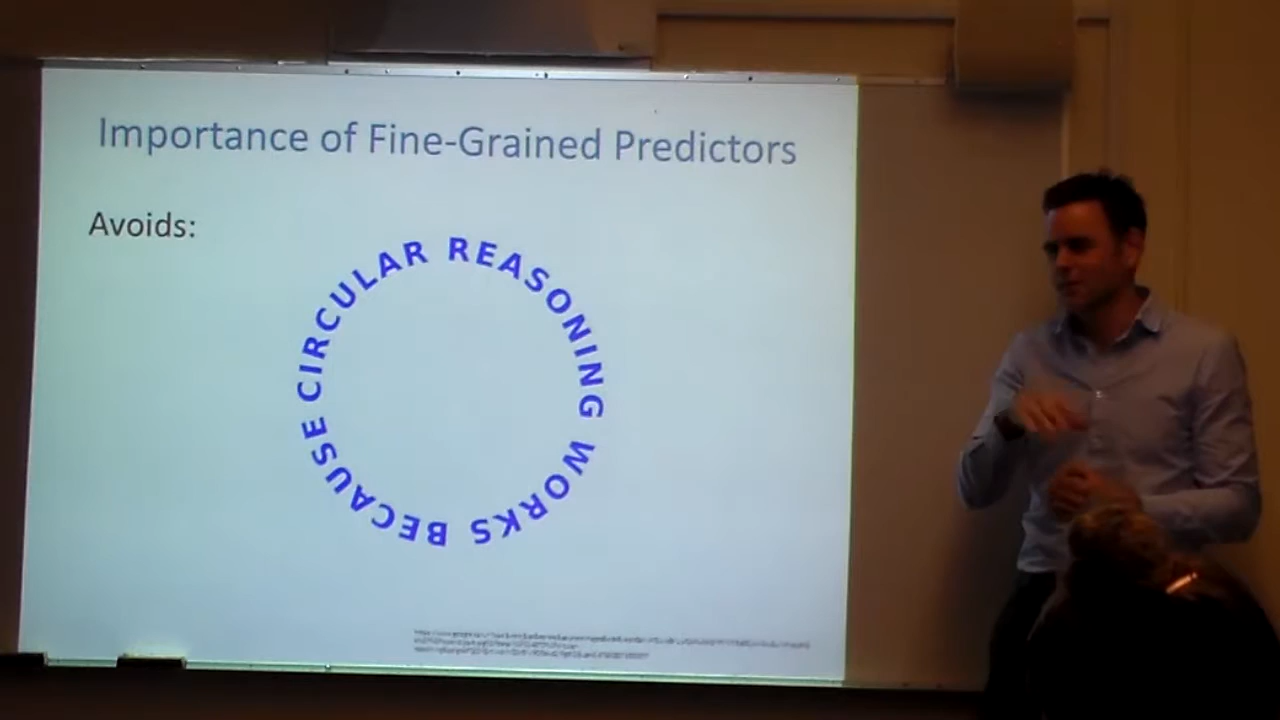 Importance of Fine-Grained Predictors
Avoids:
CIRCULAR REASONING WORKS BECAUSE